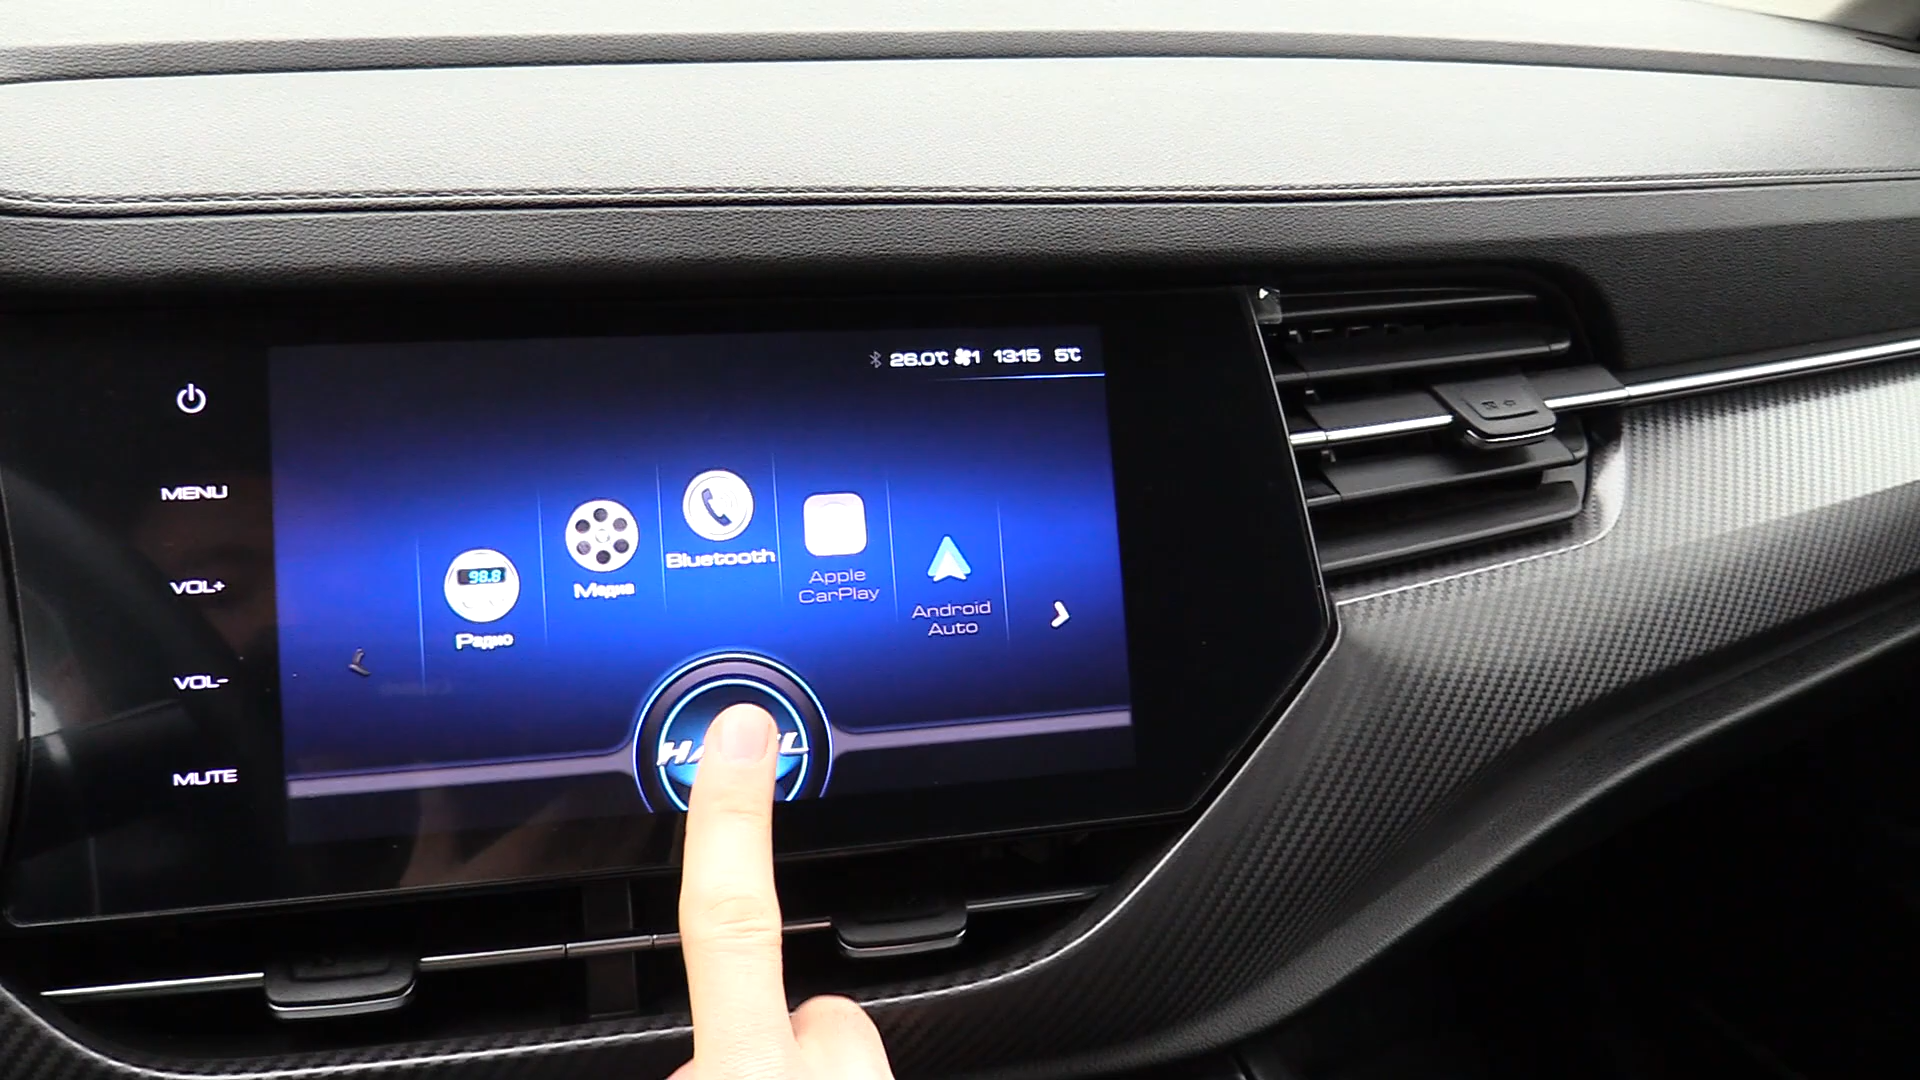 26.0℃ 1 13:15 5℃
MENU
VOL+
VOL-
MUTE
98.8
Радио
Медиа
Bluetooth
Apple
CarPlay
Android
Auto